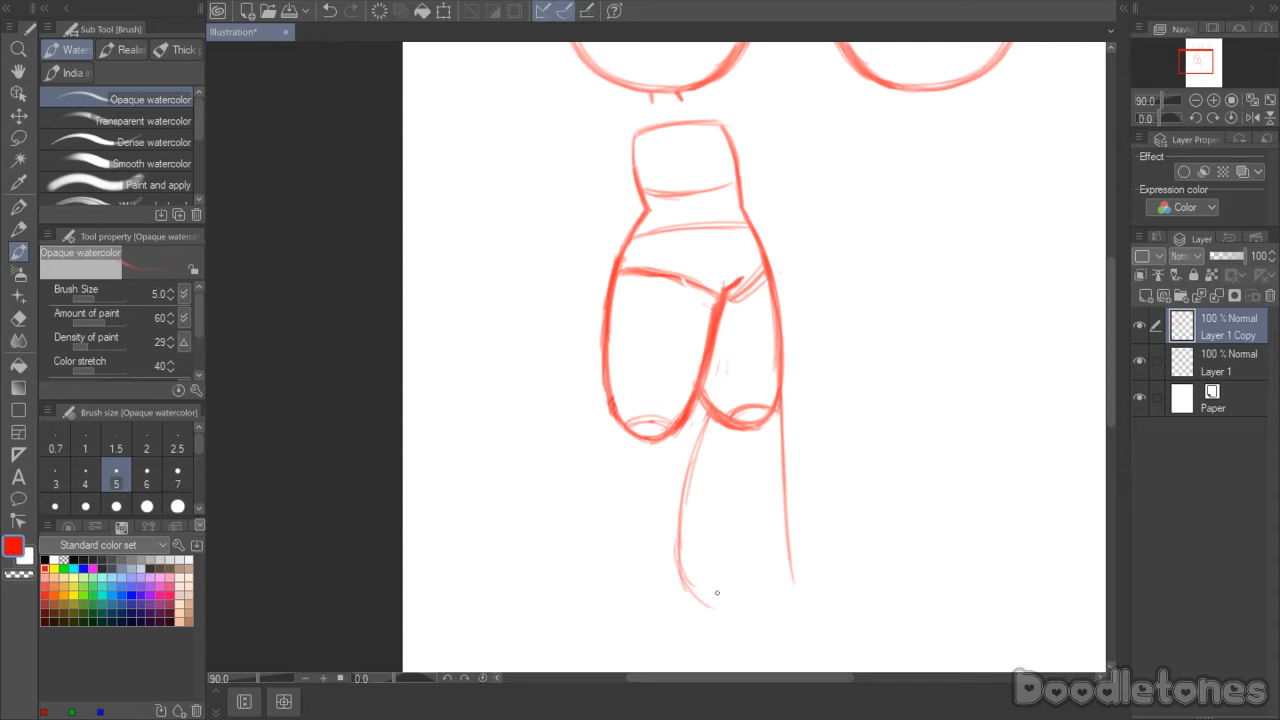 Sub Tool [Brush]
Water
Realis
Thick p
India in
Opaque watercolor
Transparent watercolor
Dense watercolor
Smooth watercolor
Paint and apply
Tool property [Opaque waterco
Opaque watercolor
Brush Size 5.0
Amount of paint 60
Density of paint 29
Color stretch 40
Brush size [Opaque watercolor]
0.7 1 1.5 2 2.5
3 4 5 6 7
Standard color set
Illustration*
90.0 0.0
Navig
90.0
0.0
Layer Prope
Effect
Expression color
Color
Layer
Norma 100
100 % Normal
Layer 1 Copy
100 % Normal
Layer 1
Paper
Doodletones